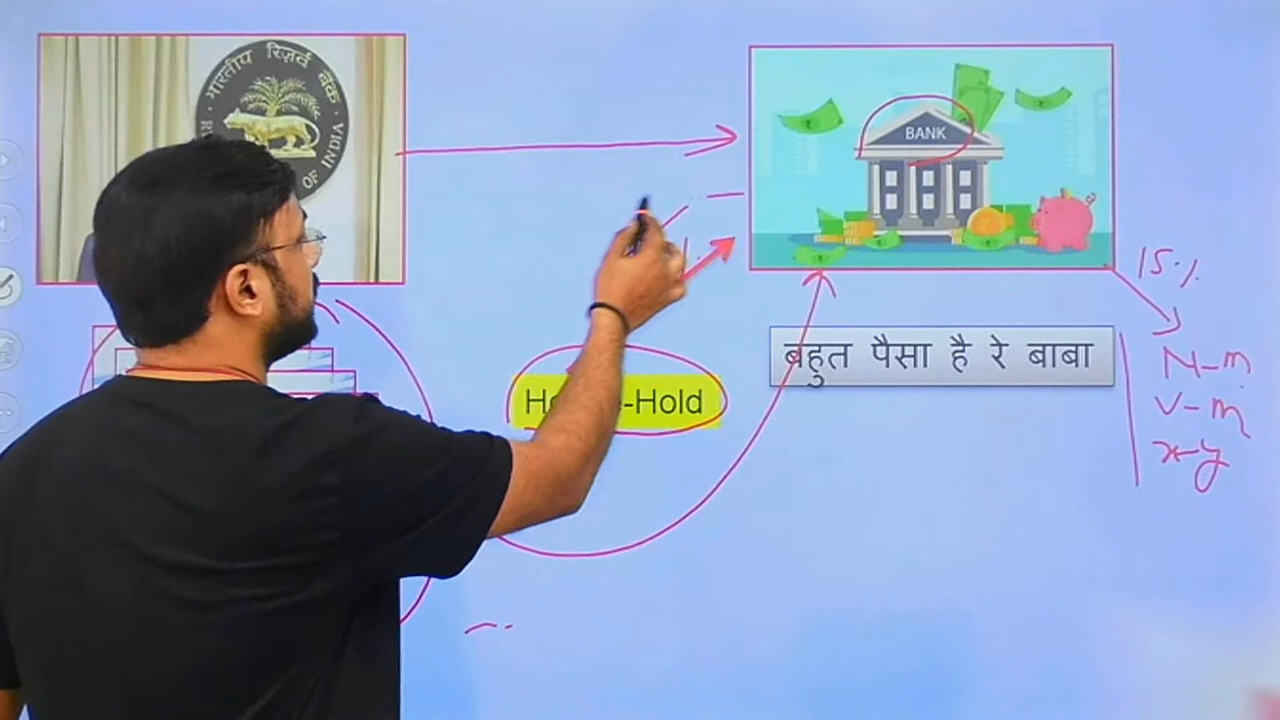 भारतीय रिज़र्व बैंक
OF INDIA
BANK
15%
N-m
V-m
x-y
बहुत पैसा है रे बाबा
-Hold